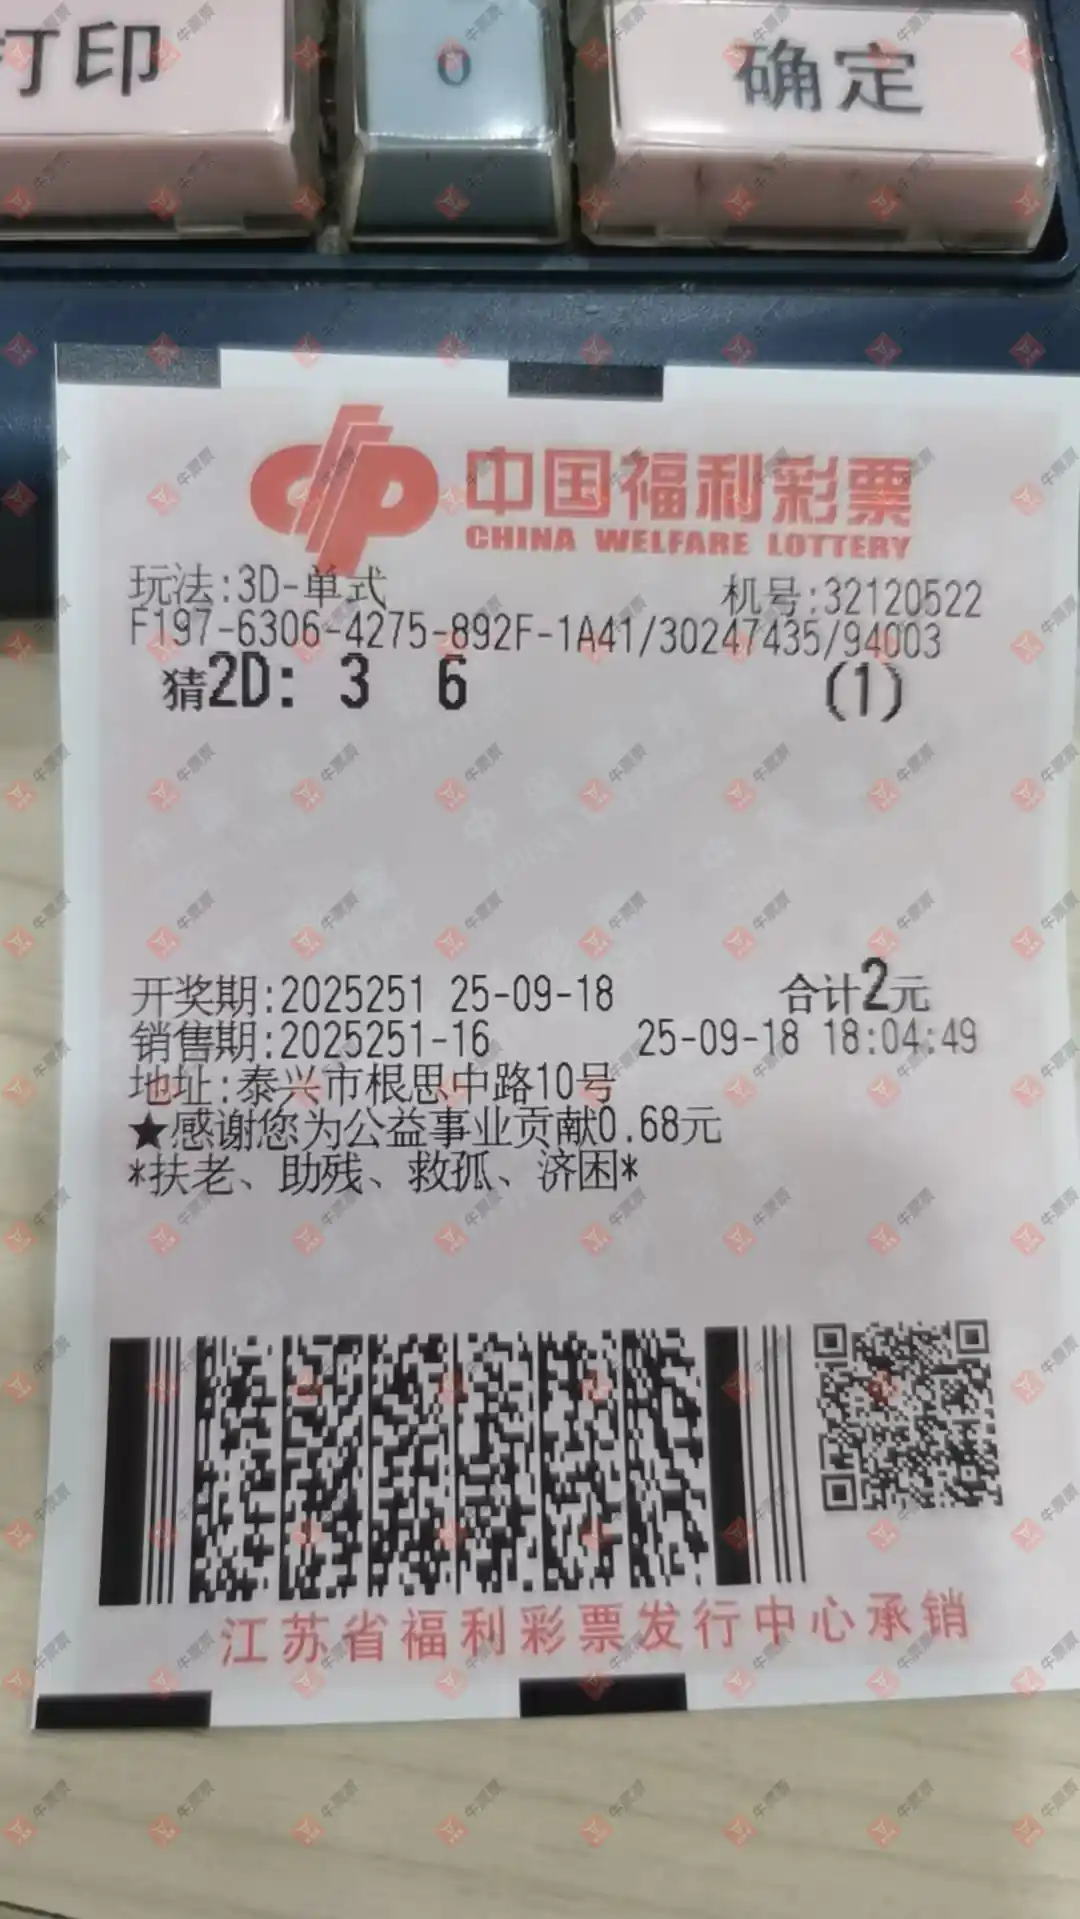 打印
0
确定
中国福利彩票
CHINA WELFARE LOTTERY
玩法:3D-单式 机号:32120522
F197-6306-4275-892F-1A41/30247435/94003
猜2D: 3 6 (1)
开奖期:2025251 25-09-18 合计2元
销售期:2025251-16 25-09-18 18:04:49
地址:泰兴市根思中路10号
★感谢您为公益事业贡献0.68元
*扶老、助残、救孤、济困*
江苏省福利彩票发行中心承销
牛票票